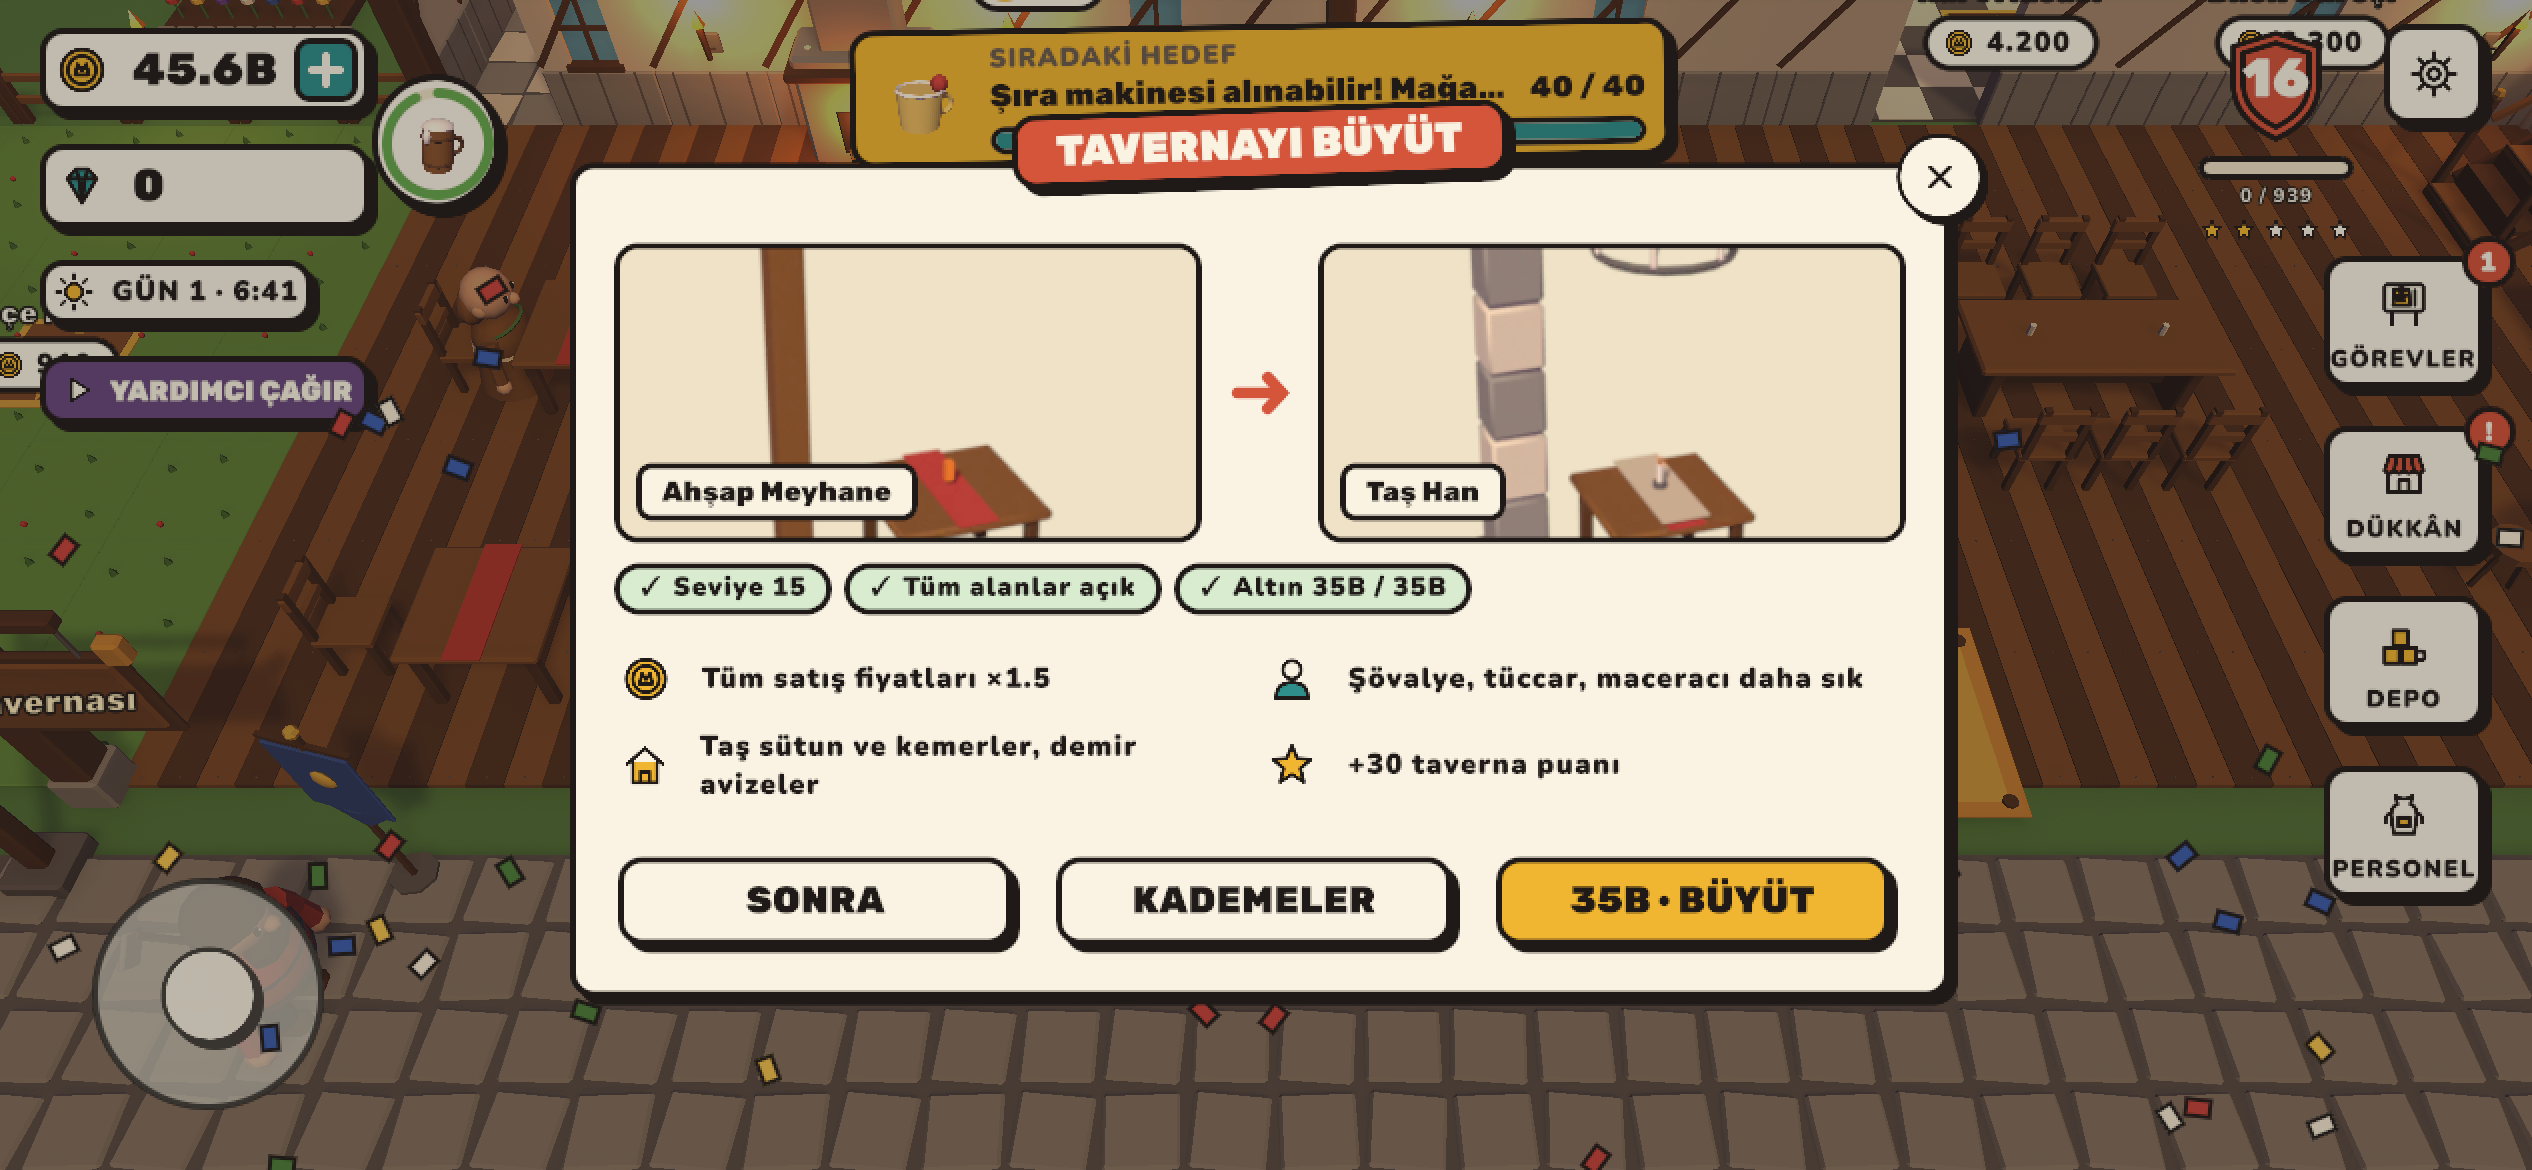 45.6B
0
GÜN 1 · 6:41
YARDIMCI ÇAĞIR
vernası
SIRADAKİ HEDEF
Şıra makinesi alınabilir! Mağa...
40 / 40
4.200
300
16
0 / 939
TAVERNAYI BÜYÜT
Ahşap Meyhane
Taş Han
✓ Seviye 15
✓ Tüm alanlar açık
✓ Altın 35B / 35B
Tüm satış fiyatları ×1.5
Şövalye, tüccar, maceracı daha sık
Taş sütun ve kemerler, demir
avizeler
+30 taverna puanı
SONRA
KADEMELER
35B · BÜYÜT
1
GÖREVLER
!
DÜKKÂN
DEPO
PERSONEL